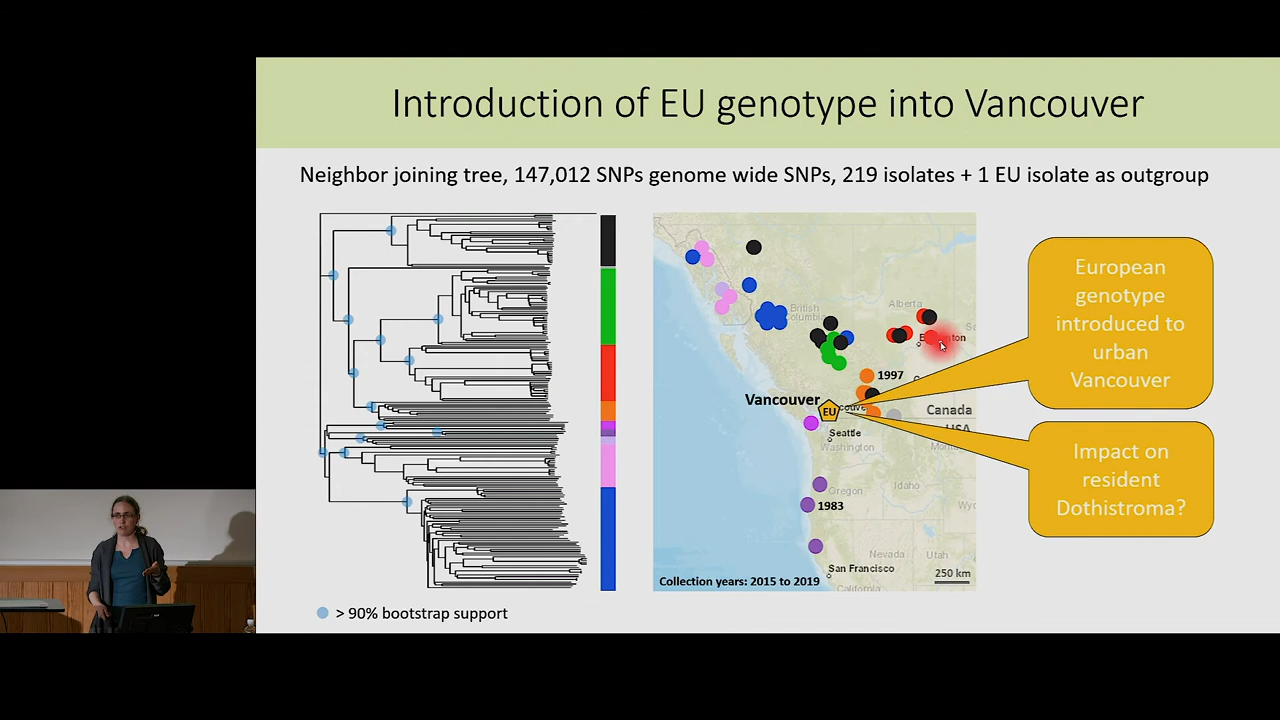 Introduction of EU genotype into Vancouver
Neighbor joining tree, 147,012 SNPs genome wide SNPs, 219 isolates + 1 EU isolate as outgroup
British
Alberta
1997
Vancouver
EU
Canada
USA
Seattle
Washington
Oregon
Idaho
1983
Nevada
Utah
San Francisco
California
Collection years: 2015 to 2019
250 km
European
genotype
introduced to
urban
Vancouver
Impact on
resident
Dothistroma?
> 90% bootstrap support